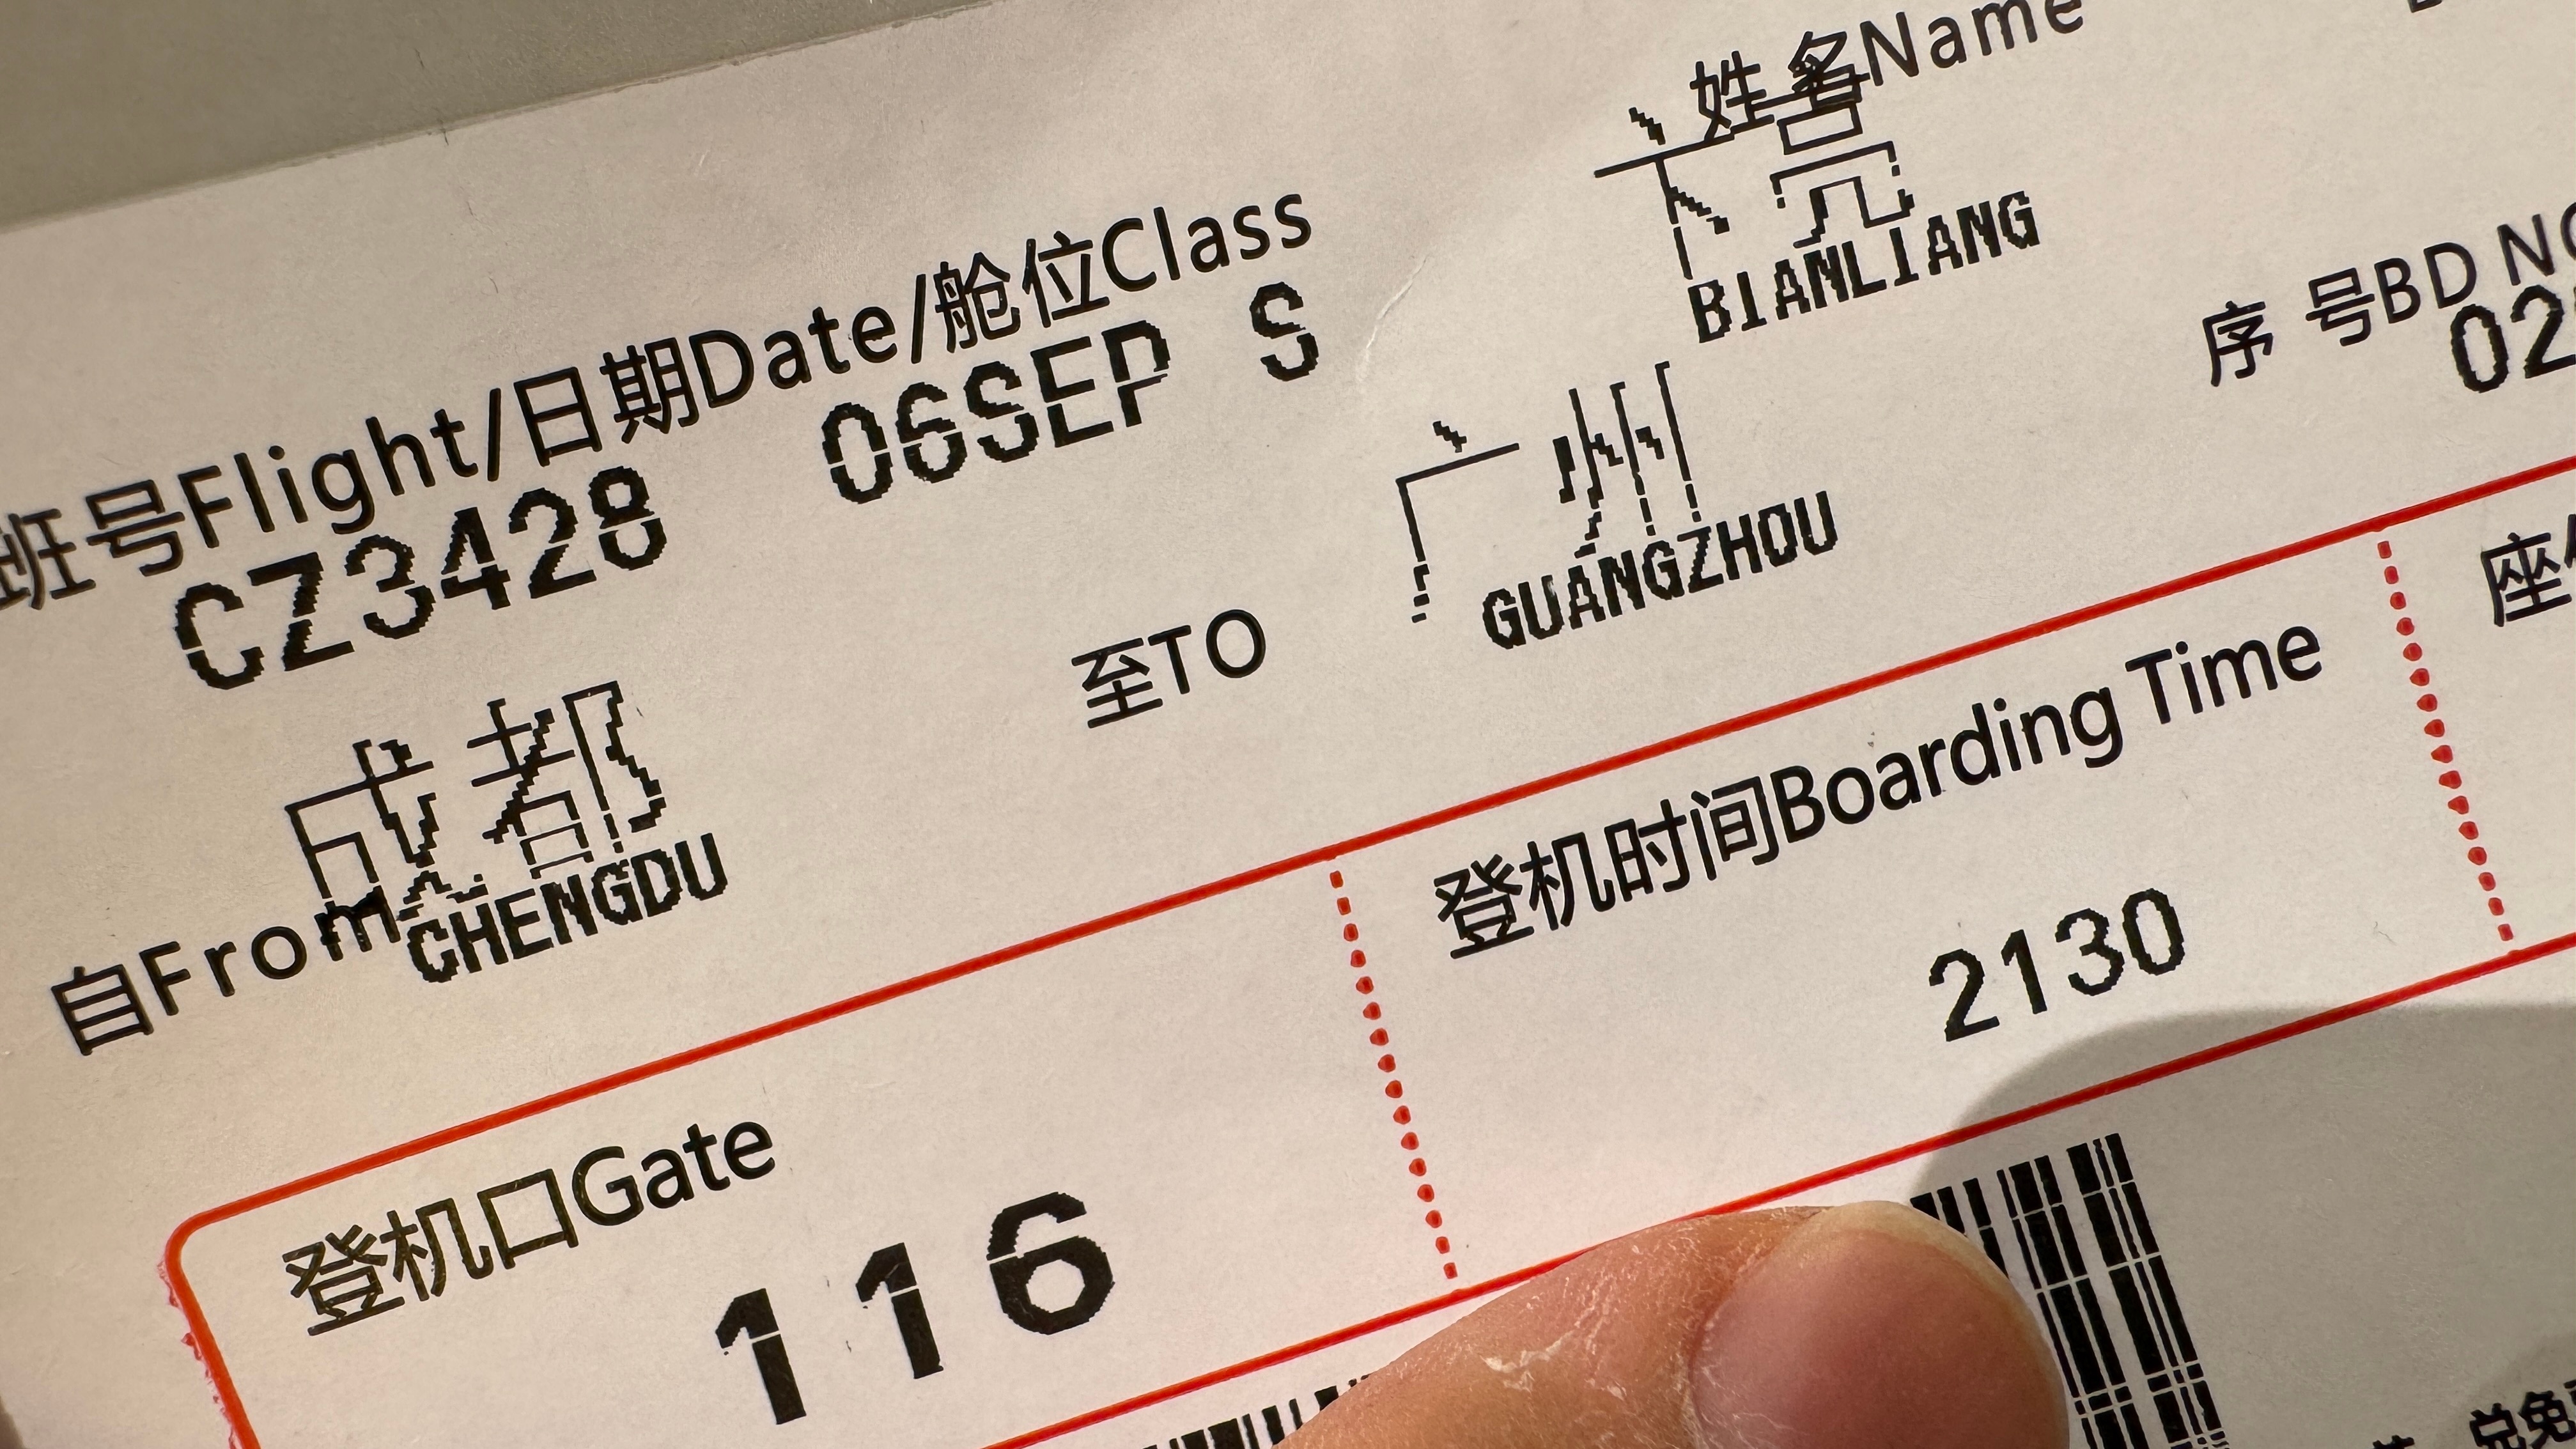 姓名Name
卞亮
BIANLIANG
班号Flight/日期Date/舱位Class
CZ3428 06SEP S
序 号BD NO
02
成都
自From CHENGDU
至TO
广州
GUANGZHOU
登机口Gate
116
登机时间Boarding Time
2130
座